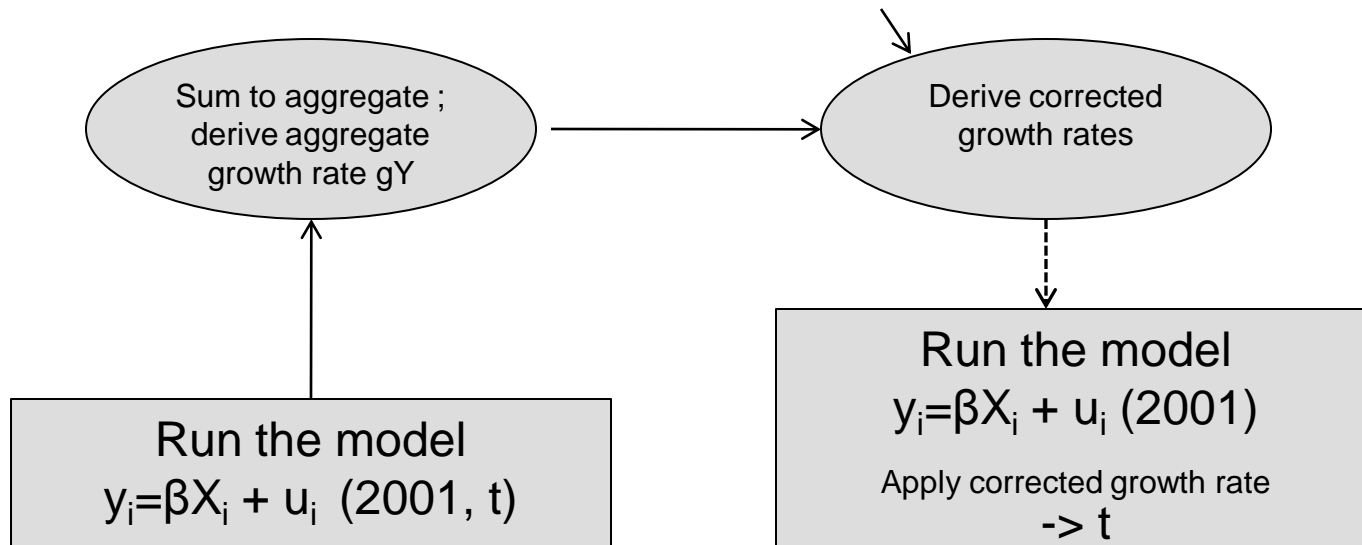 Sum to aggregate ;
derive aggregate
growth rate gY
Derive corrected
growth rates
Run the model
yᵢ=βXᵢ + uᵢ (2001, t)
Run the model
yᵢ=βXᵢ + uᵢ (2001)
Apply corrected growth rate
-> t